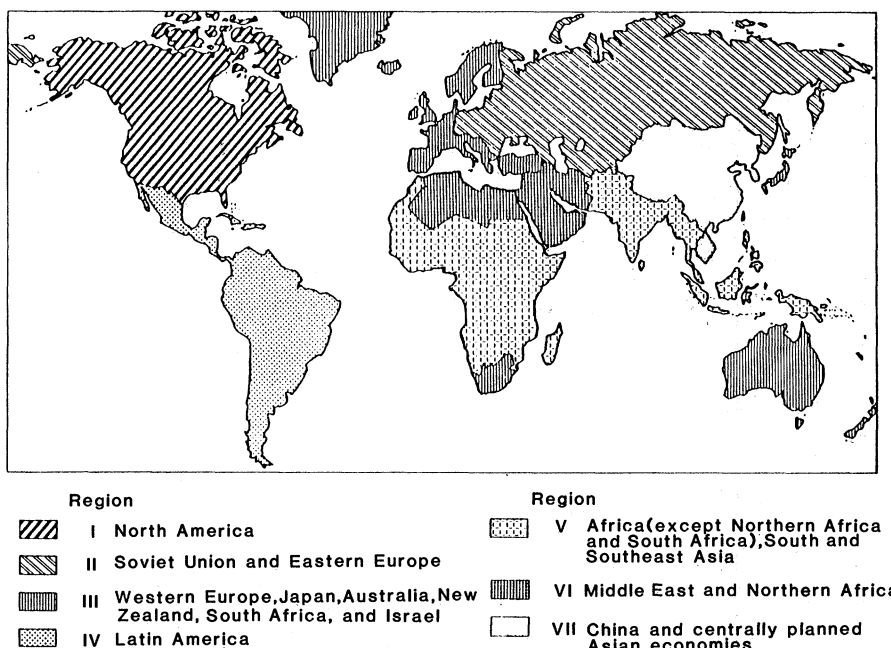 Region
I North America
II Soviet Union and Eastern Europe
III Western Europe,Japan,Australia,New
Zealand, South Africa, and Israel
IV Latin America
Region
V Africa(except Northern Africa
and South Africa),South and
Southeast Asia
VI Middle East and Northern Africa
VII China and centrally planned
Asian economies